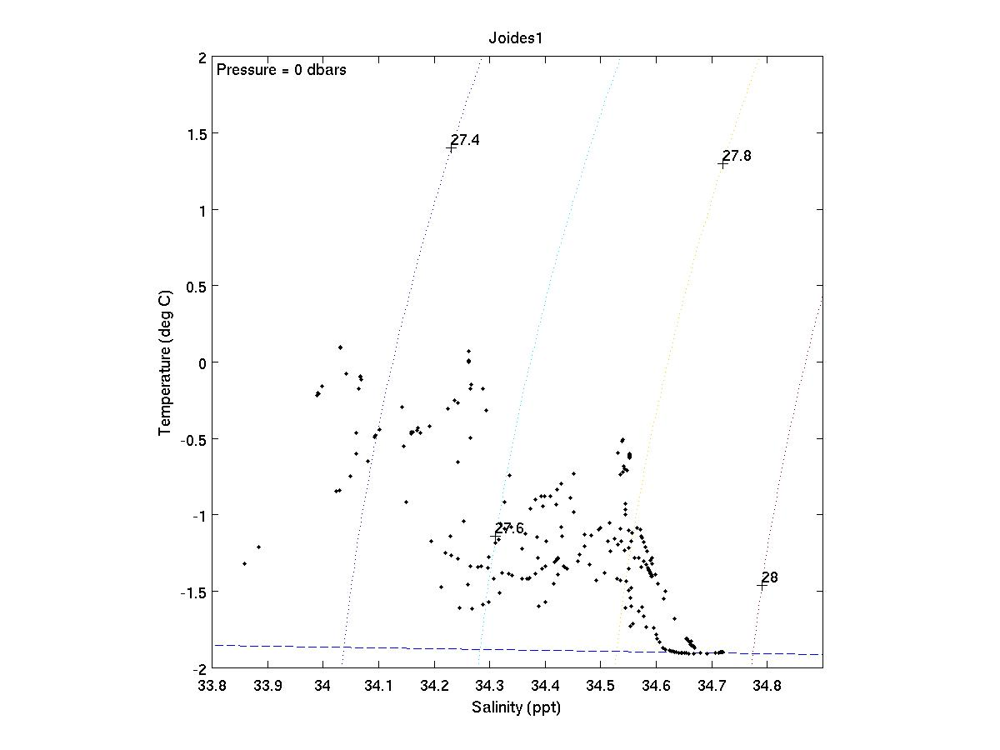 Joides1
Pressure = 0 dbars
2
1.5
1
0.5
0
-0.5
-1
-1.5
-2
Temperature (deg C)
27.4
27.8
27.6
28
33.8 33.9 34 34.1 34.2 34.3 34.4 34.5 34.6 34.7 34.8
Salinity (ppt)